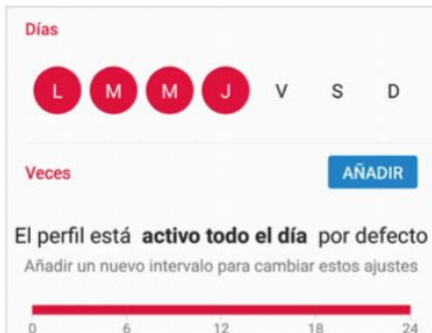 Días
L M M J V S D
Veces AÑADIR
El perfil está activo todo el día por defecto
Añadir un nuevo intervalo para cambiar estos ajustes
0 6 12 18 24